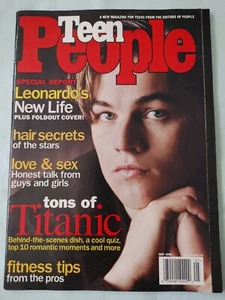 A NEW MAGAZINE FOR TEENS FROM THE EDITORS OF PEOPLE
Teen
People
SPECIAL REPORT
Leonardo's
New Life
PLUS FOLDOUT COVER!
hair secrets
of the stars
love & sex
Honest talk from
guys and girls
tons of
Titanic
Behind-the-scenes dish, a cool quiz,
top 10 romantic moments and more
fitness tips
from the pros